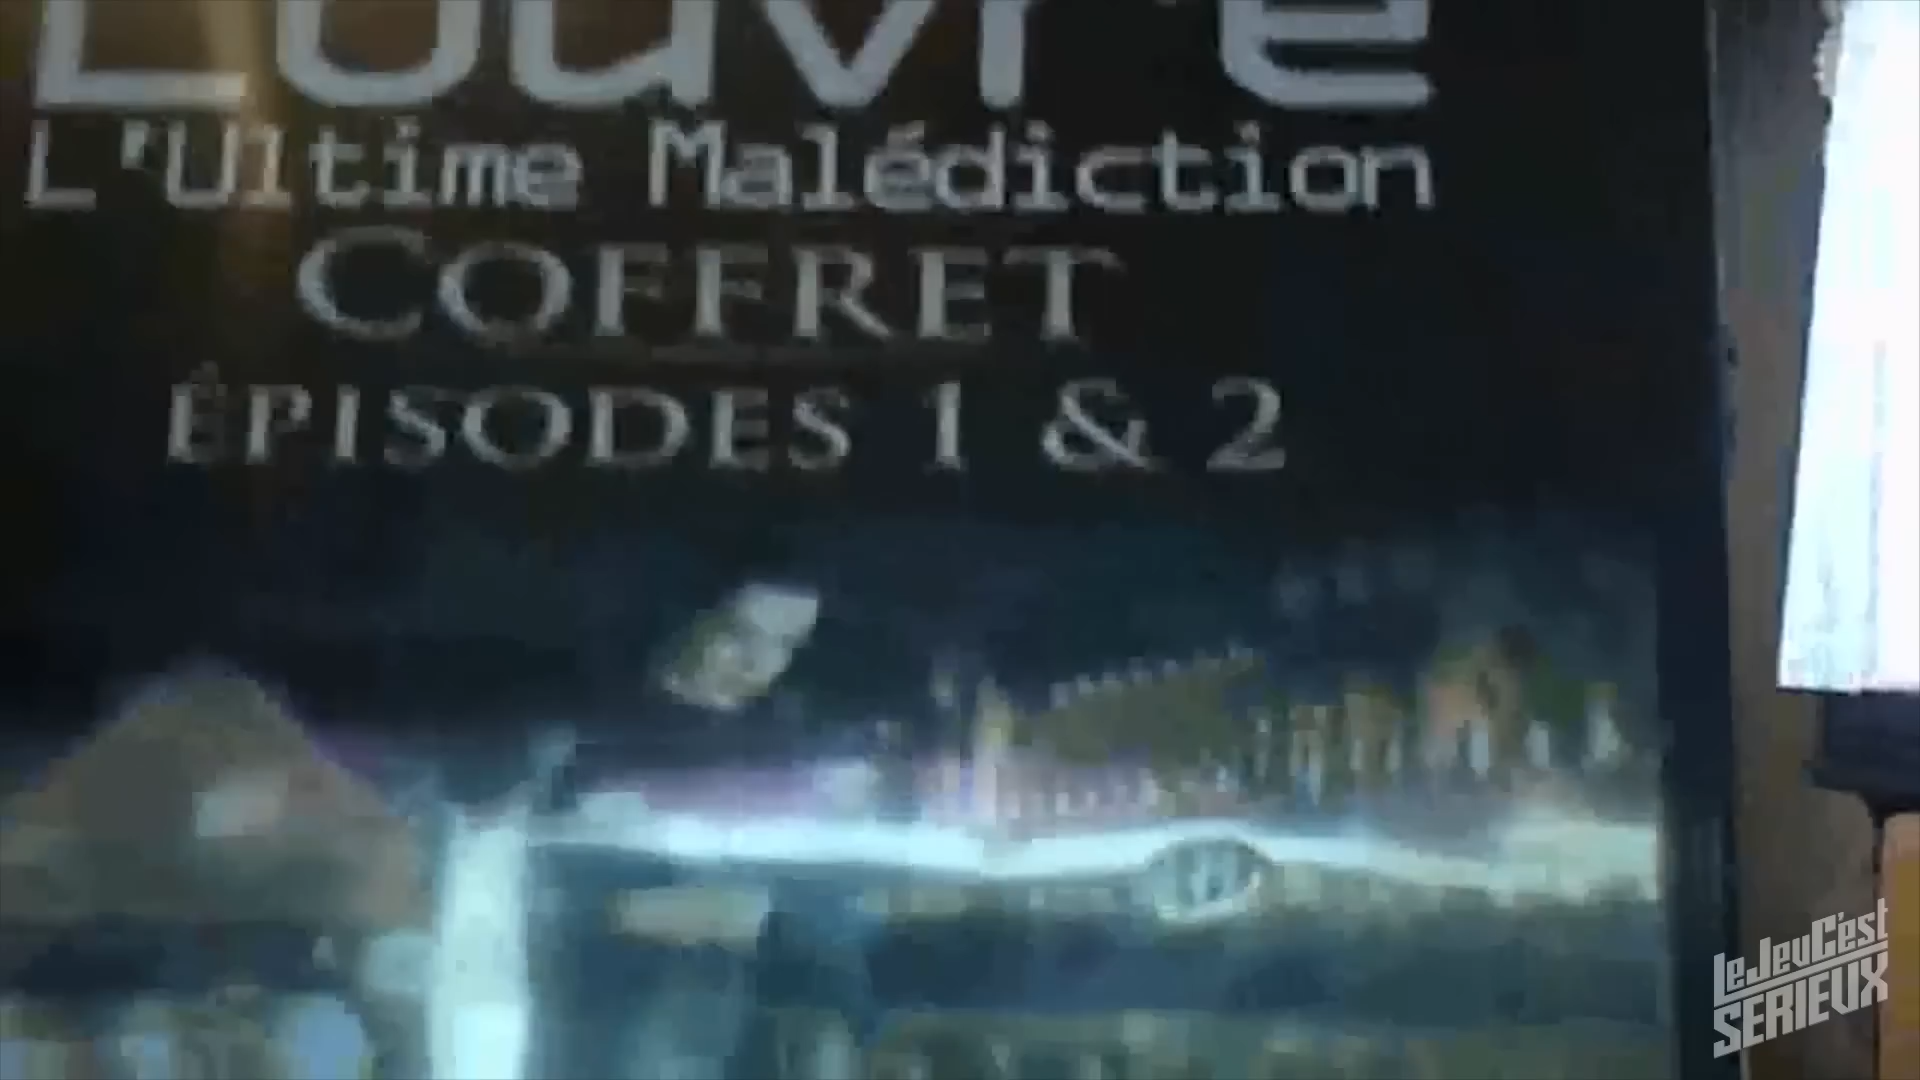 Louvre
L'Ultime Malédiction
COFFRET
ÉPISODES 1 & 2
LeJeuC'est
SERIEUX